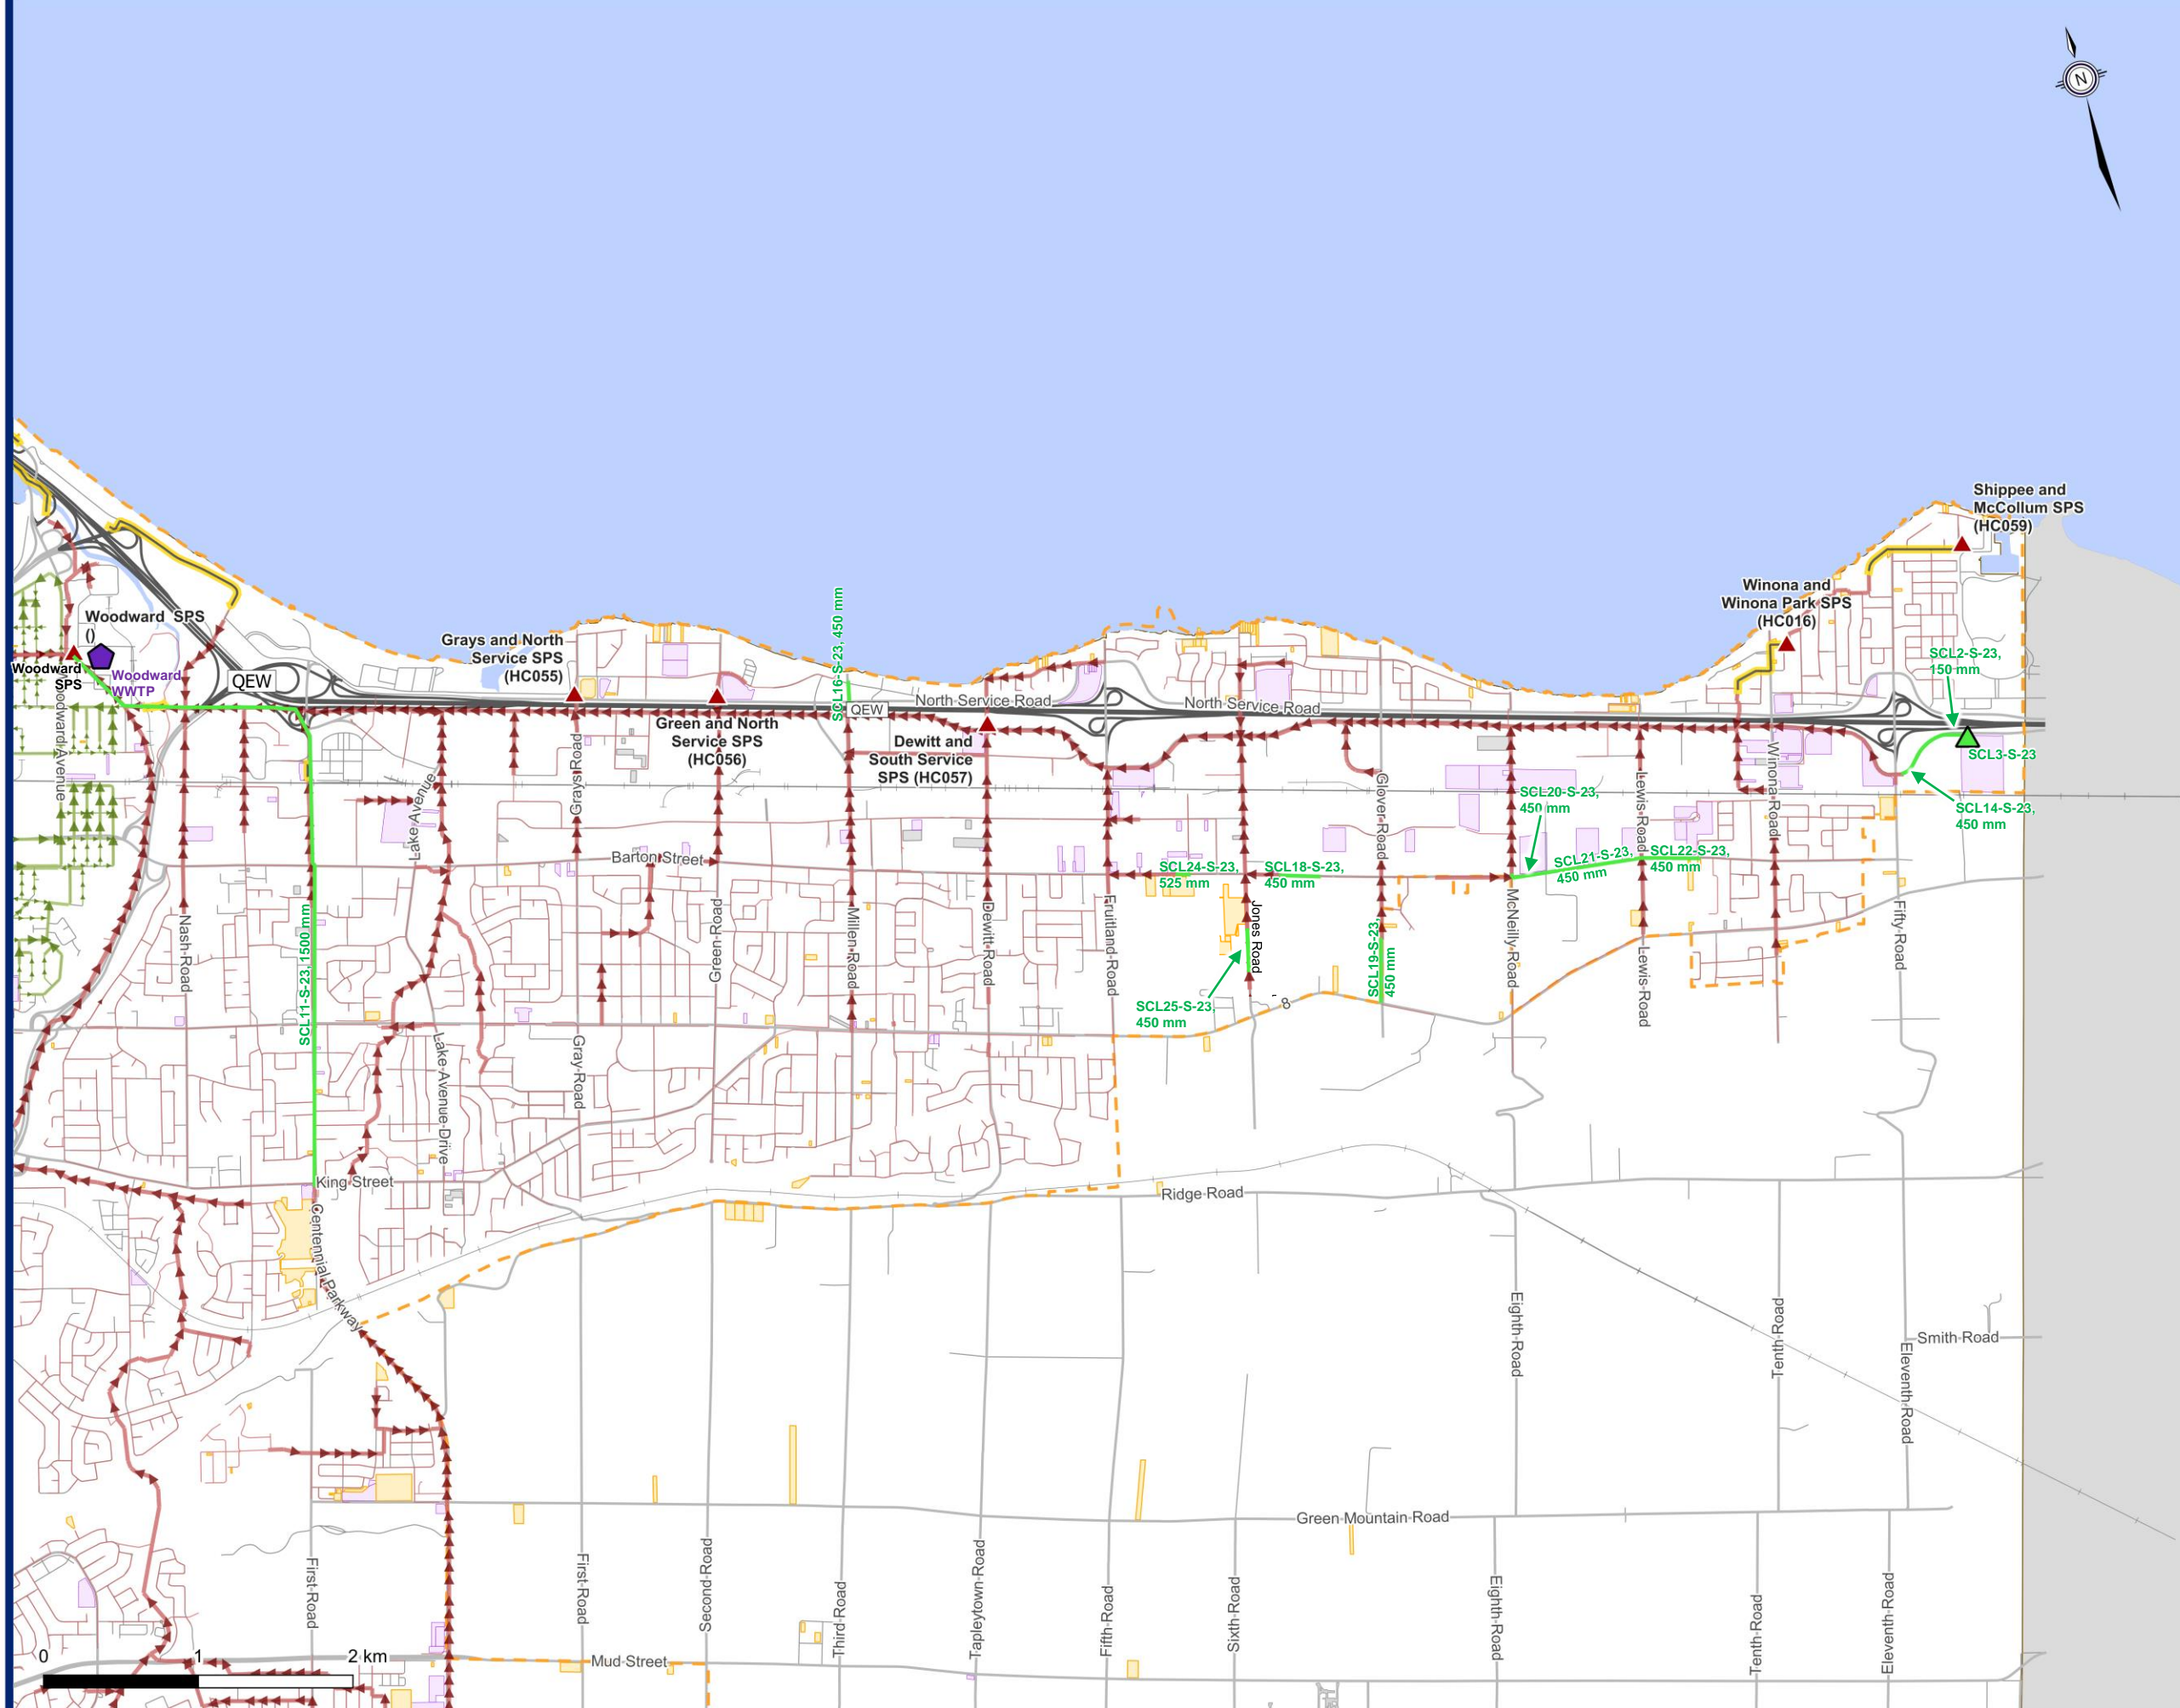 N
Shippee and
McCollum SPS
(HC059)
Winona and
Winona Park SPS
(HC016)
SCL2-S-23,
150 mm
SCL3-S-23
SCL14-S-23,
450 mm
Woodward SPS
()
Woodward
SPS
Woodward
WWTP
Woodward Avenue
QEW
Grays and North
Service SPS
(HC055)
Green and North
Service SPS
(HC056)
SCL16-S-23, 450 mm
QEW
North Service Road
North Service Road
Dewitt and
South Service
SPS (HC057)
Grays Road
Lake Avenue
Barton Street
Glover Road
Lewis Road
Winona Road
SCL20-S-23,
450 mm
SCL21-S-23,
450 mm
SCL22-S-23,
450 mm
SCL24-S-23,
525 mm
SCL18-S-23,
450 mm
Nash Road
SCL11-S-23, 1500 mm
Green Road
Millen Road
Dewitt Road
Fruitland Road
Jones Road
SCL19-S-23,
450 mm
McNeilly Road
Lewis Road
Fifty Road
SCL25-S-23,
450 mm
8
Lake Avenue Drive
Gray Road
King Street
Centennial Parkway
Ridge Road
Eighth Road
Tenth Road
Eleventh Road
Smith Road
Green Mountain Road
First Road
First Road
Second Road
Third Road
Tapleytown Road
Fifth Road
Sixth Road
Eighth Road
Tenth Road
Eleventh Road
Mud Street
0 1 2 km